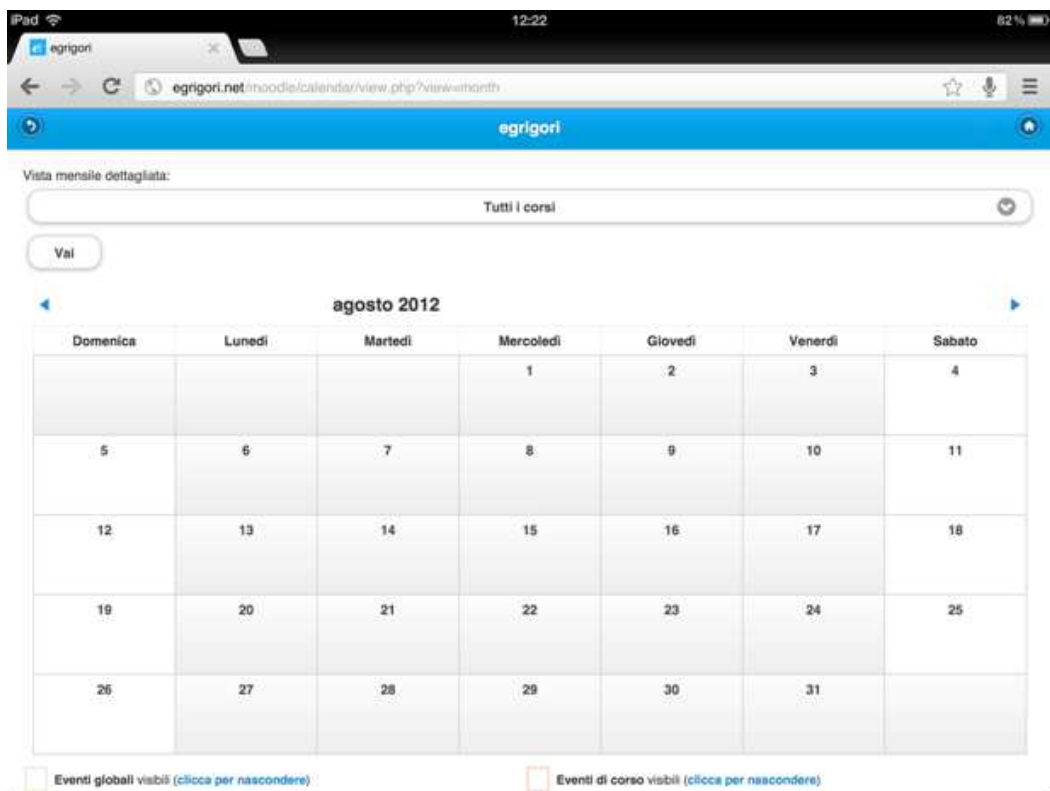 iPad 12:22 82%
egrigori
egrigori.net/moodle/calendar/view.php?view=month
egrigori
Vista mensile dettagliata:
Tutti i corsi
Vai
agosto 2012
Domenica Lunedì Martedì Mercoledì Giovedì Venerdì Sabato
1 2 3 4
5 6 7 8 9 10 11
12 13 14 15 16 17 18
19 20 21 22 23 24 25
26 27 28 29 30 31
Eventi globali visibili (clicca per nascondere) Eventi di corso visibili (clicca per nascondere)